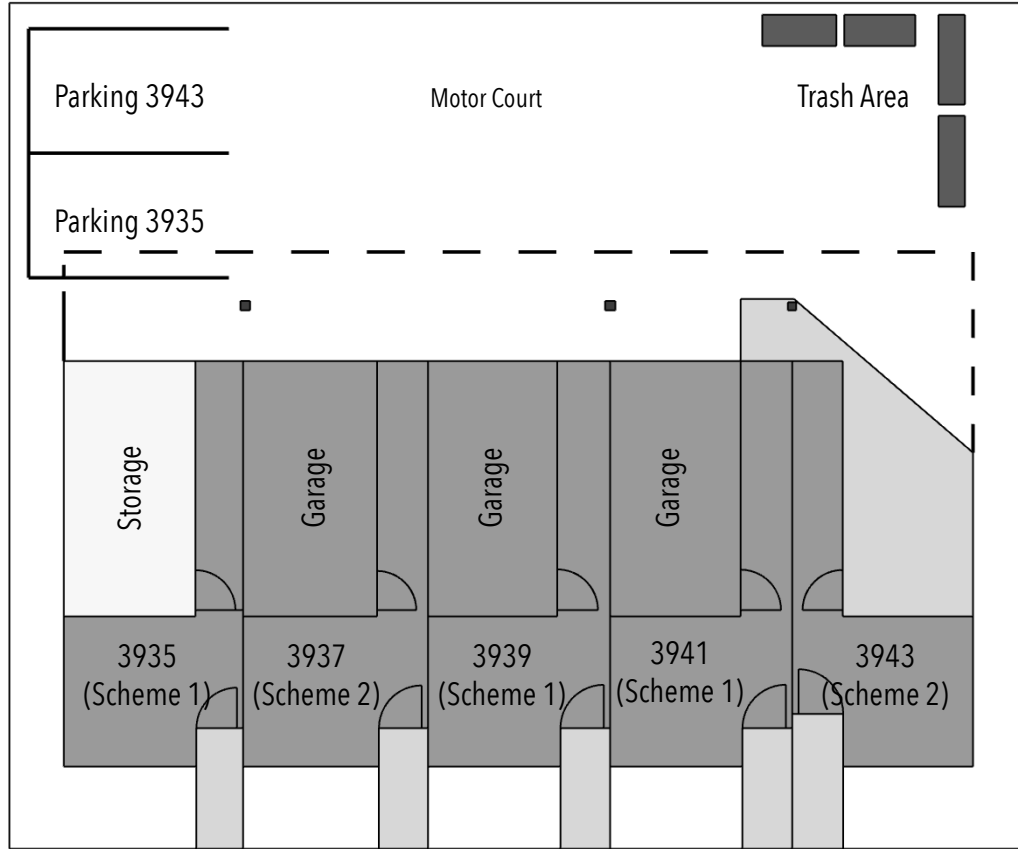 Parking 3943
Motor Court
Trash Area
Parking 3935
Storage
Garage
Garage
Garage
3935
(Scheme 1)
3937
(Scheme 2)
3939
(Scheme 1)
3941
(Scheme 1)
3943
(Scheme 2)